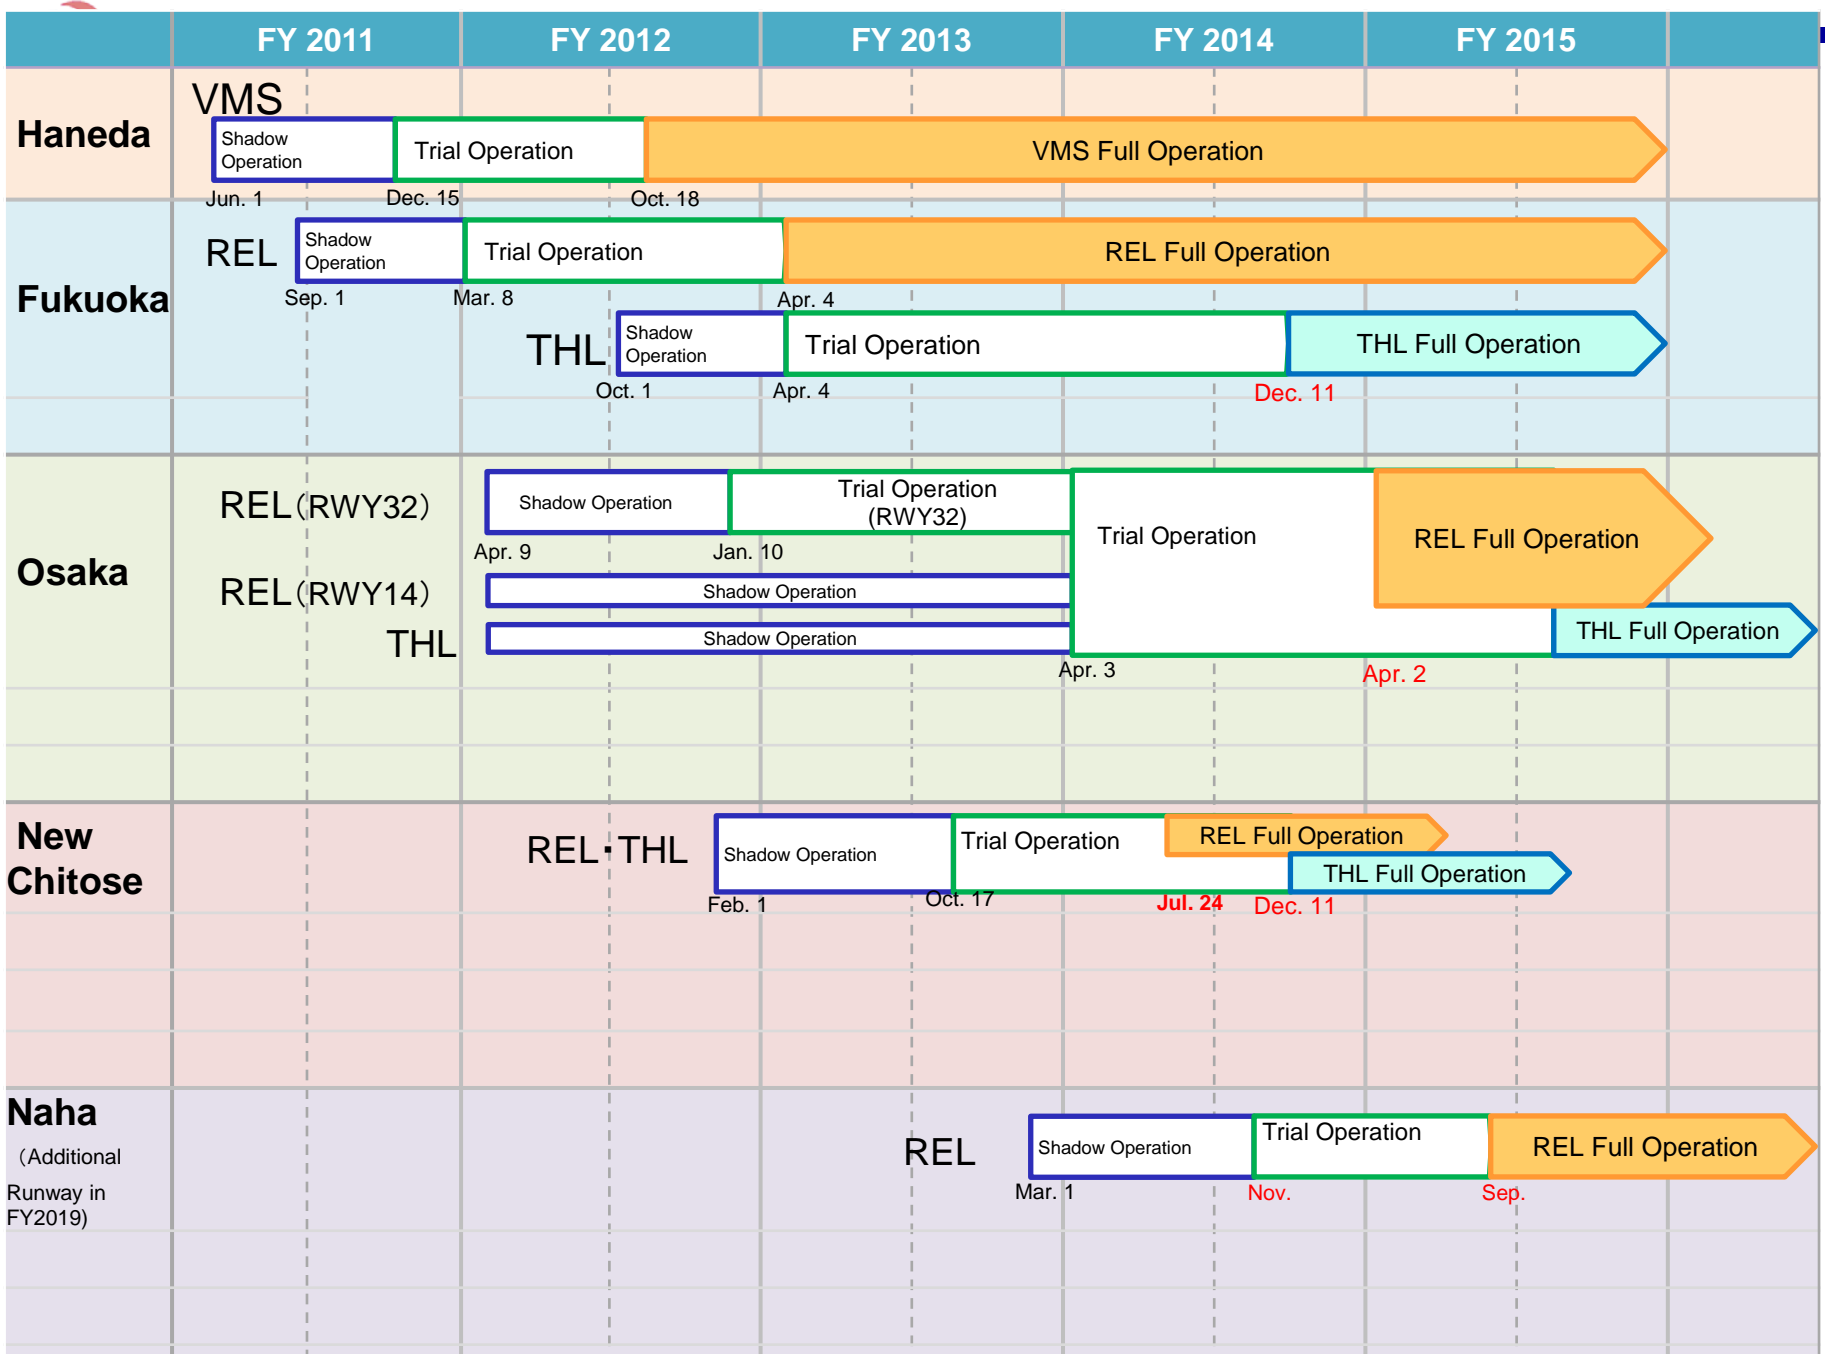 FY 2011
FY 2012
FY 2013
FY 2014
FY 2015
Haneda
VMS
Shadow
Operation
Trial Operation
VMS Full Operation
Jun. 1
Dec. 15
Oct. 18
Fukuoka
REL
Shadow
Operation
Trial Operation
REL Full Operation
Sep. 1
Mar. 8
Apr. 4
THL
Shadow
Operation
Trial Operation
THL Full Operation
Oct. 1
Apr. 4
Dec. 11
Osaka
REL（RWY32）
Shadow Operation
Trial Operation
(RWY32)
Trial Operation
REL Full Operation
Apr. 9
Jan. 10
REL（RWY14）
Shadow Operation
THL
Shadow Operation
THL Full Operation
Apr. 3
Apr. 2
New
Chitose
REL・THL
Shadow Operation
Trial Operation
REL Full Operation
THL Full Operation
Feb. 1
Oct. 17
Jul. 24
Dec. 11
Naha
（Additional
Runway in
FY2019)
REL
Shadow Operation
Trial Operation
REL Full Operation
Mar. 1
Nov.
Sep.